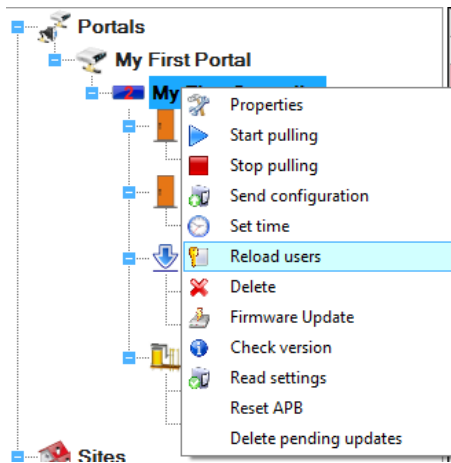 Portals
My First Portal
2 My
Properties
Start pulling
Stop pulling
Send configuration
Set time
Reload users
Delete
Firmware Update
Check version
Read settings
Reset APB
Delete pending updates
Sites